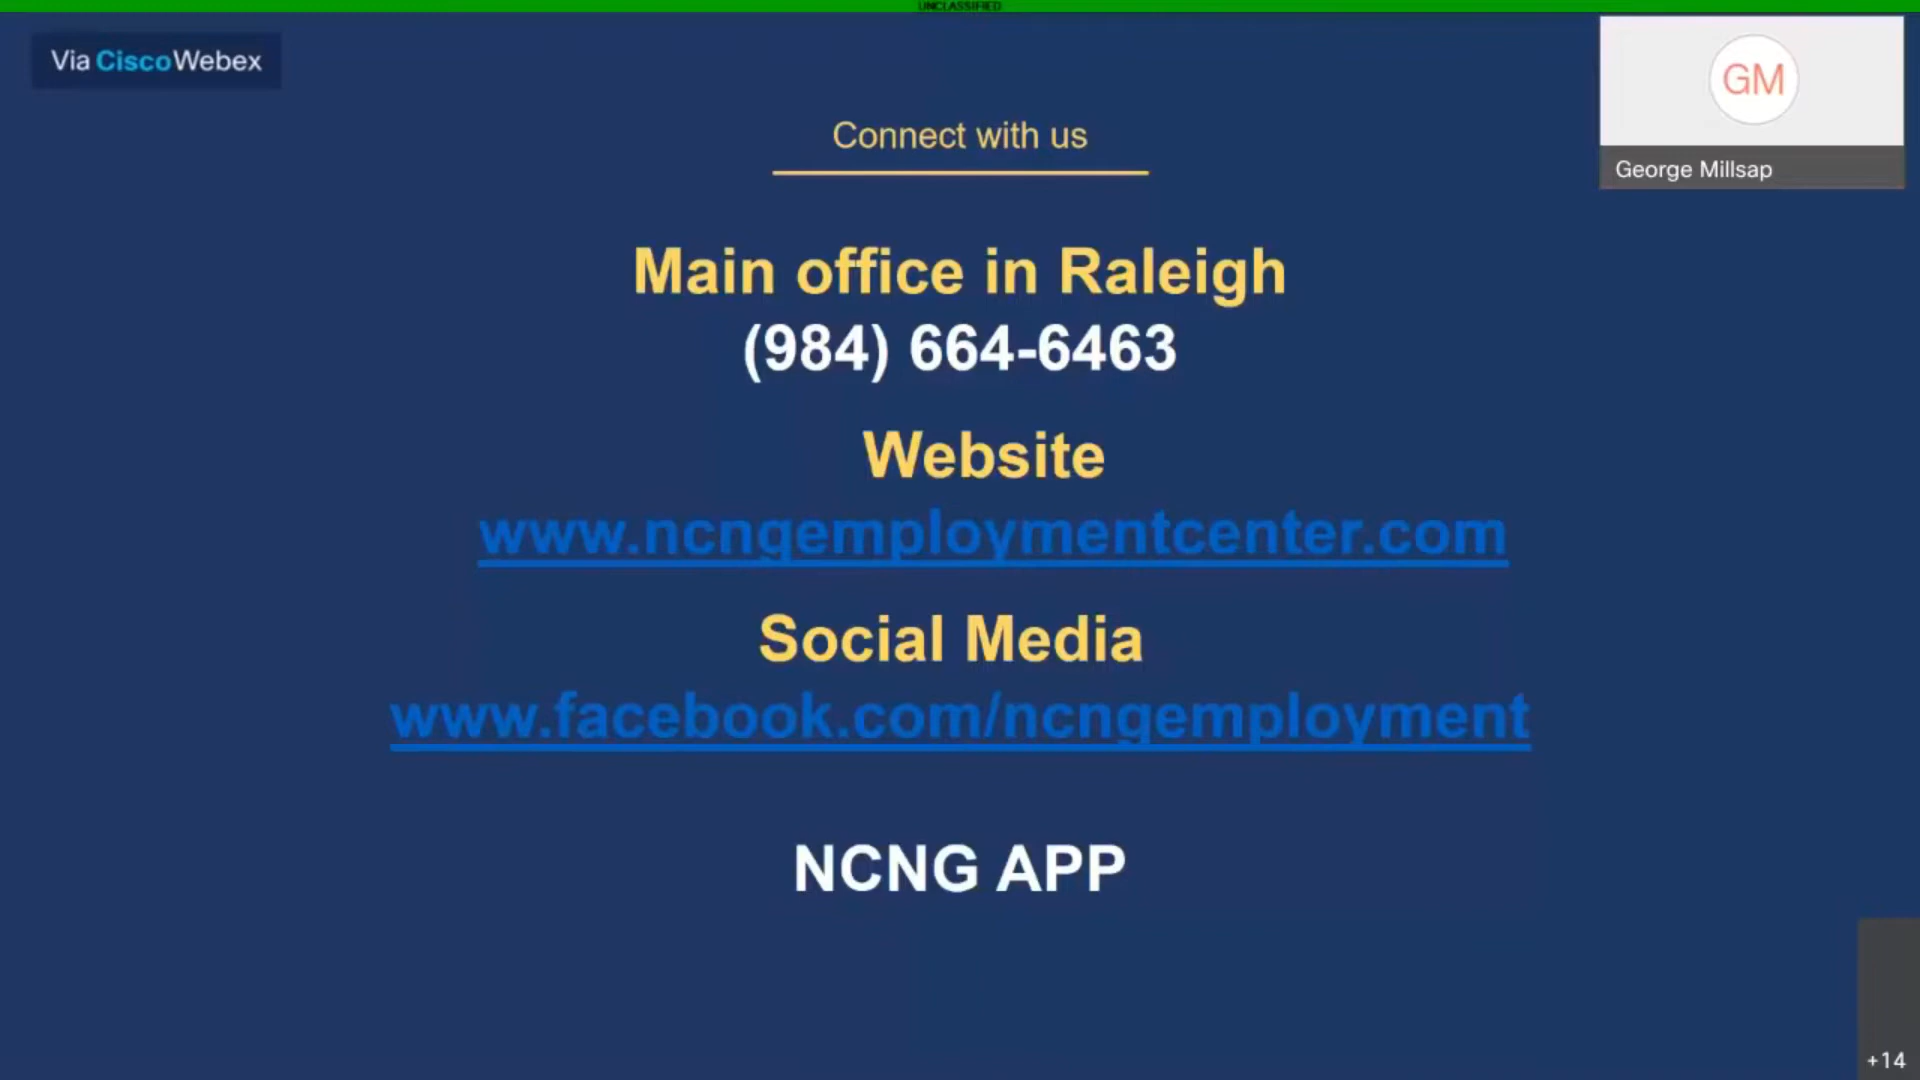 UNCLASSIFIED
Via CiscoWebex
GM
George Millsap
Connect with us
Main office in Raleigh
(984) 664-6463
Website
www.ncngemploymentcenter.com
Social Media
www.facebook.com/ncngemployment
NCNG APP
+14